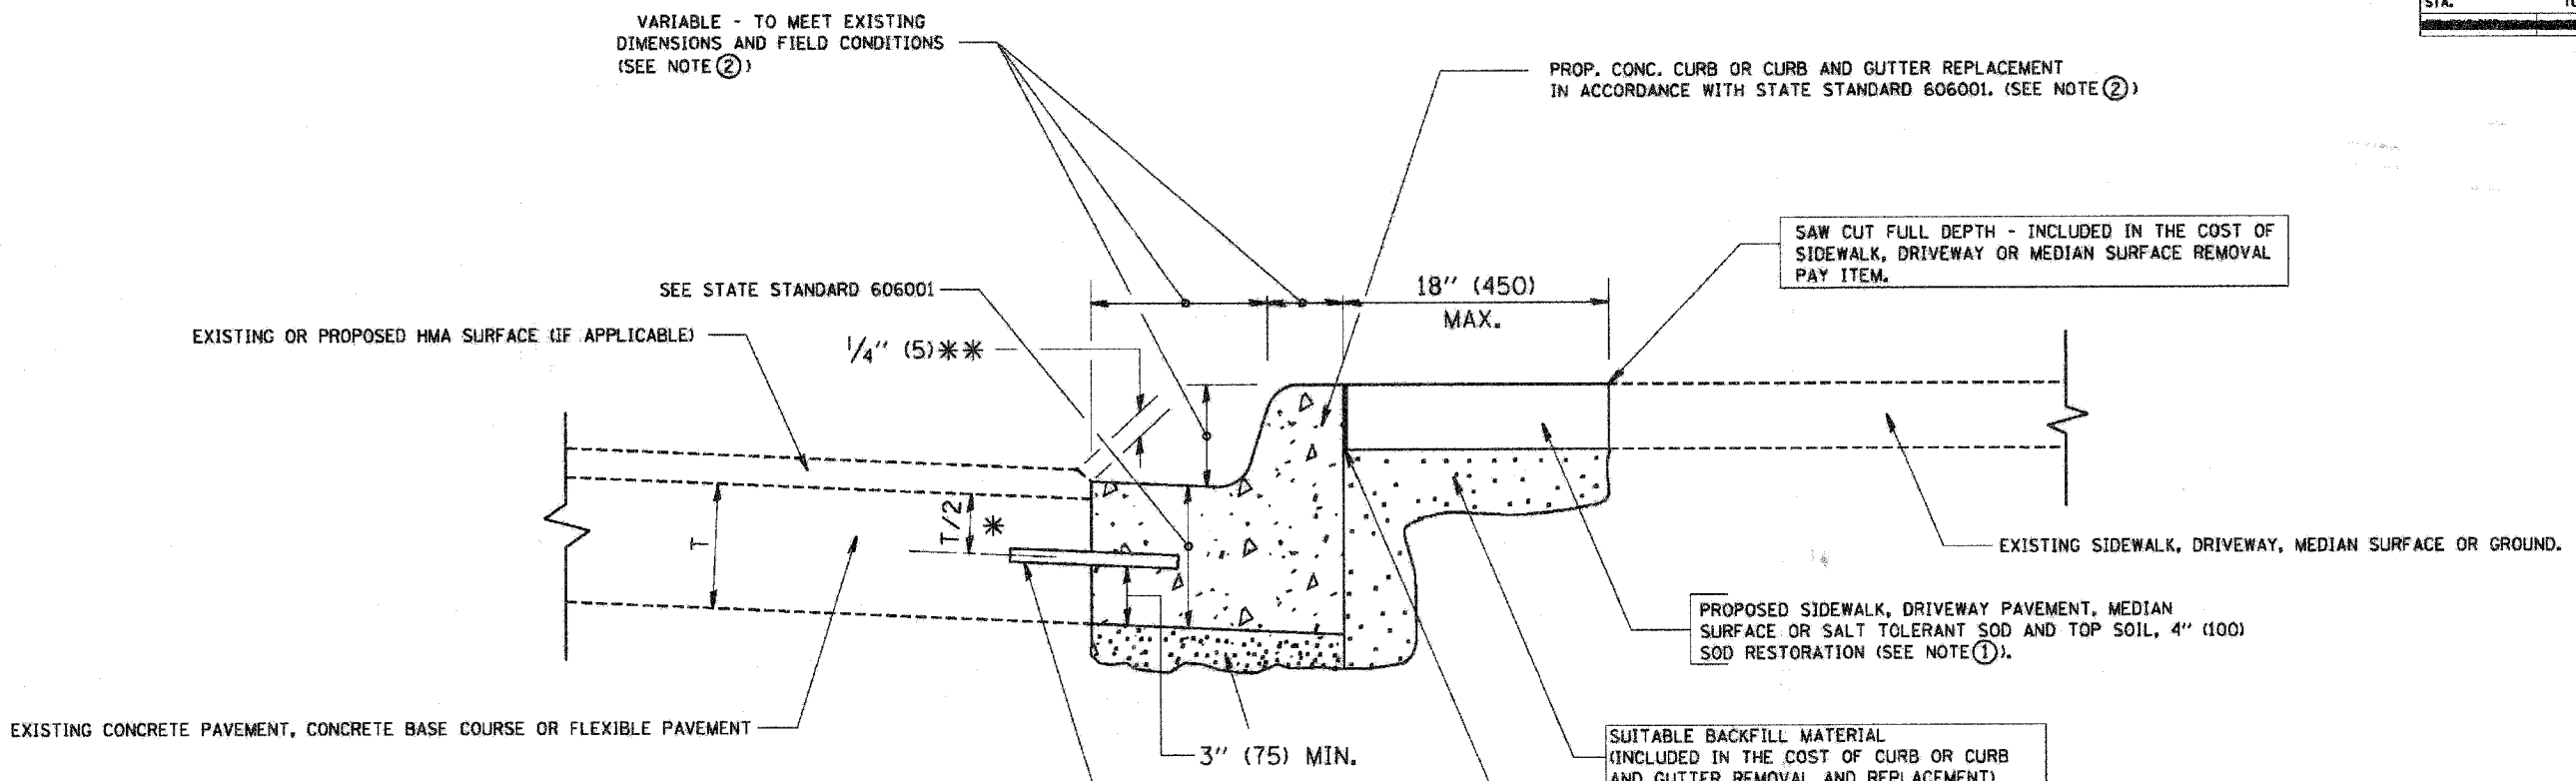 STA.
VARIABLE - TO MEET EXISTING
DIMENSIONS AND FIELD CONDITIONS
(SEE NOTE ②)
PROP. CONC. CURB OR CURB AND GUTTER REPLACEMENT
IN ACCORDANCE WITH STATE STANDARD 606001. (SEE NOTE ②)
SAW CUT FULL DEPTH - INCLUDED IN THE COST OF
SIDEWALK, DRIVEWAY OR MEDIAN SURFACE REMOVAL
PAY ITEM.
SEE STATE STANDARD 606001
18" (450)
MAX.
EXISTING OR PROPOSED HMA SURFACE (IF APPLICABLE)
1/4" (5)**
T
T/2
*
EXISTING SIDEWALK, DRIVEWAY, MEDIAN SURFACE OR GROUND.
PROPOSED SIDEWALK, DRIVEWAY PAVEMENT, MEDIAN
SURFACE OR SALT TOLERANT SOD AND TOP SOIL, 4" (100)
SOD RESTORATION (SEE NOTE ①).
EXISTING CONCRETE PAVEMENT, CONCRETE BASE COURSE OR FLEXIBLE PAVEMENT
3" (75) MIN.
SUITABLE BACKFILL MATERIAL
(INCLUDED IN THE COST OF CURB OR CURB
AND GUTTER REMOVAL AND REPLACEMENT)